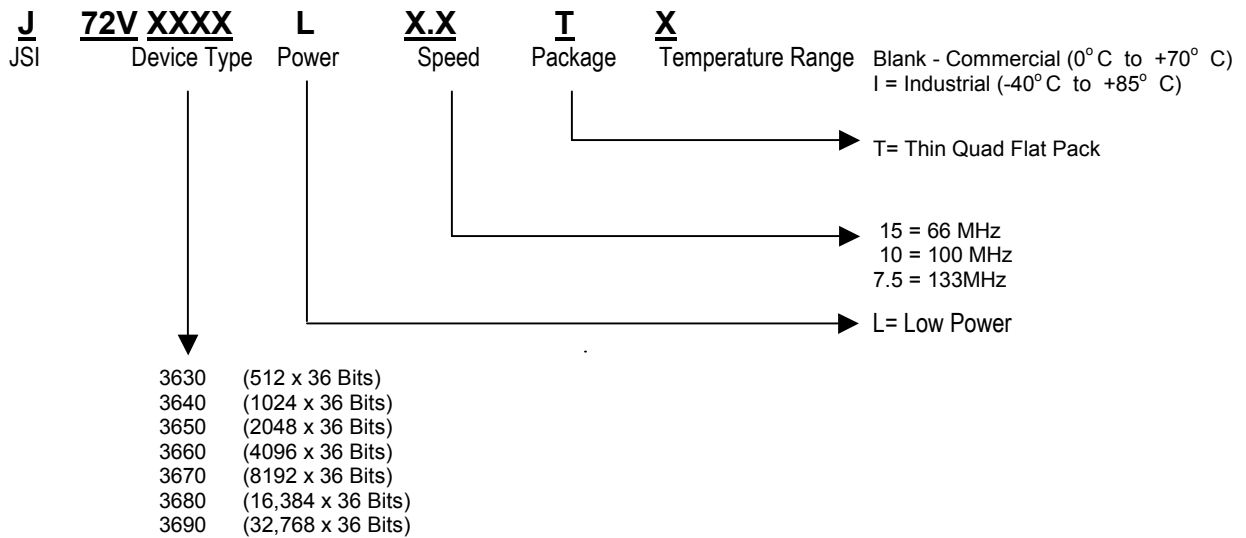 J 72V XXXX L X.X T X
JSI Device Type Power Speed Package Temperature Range Blank - Commercial (0° C to +70° C)
I = Industrial (-40° C to +85° C)
T= Thin Quad Flat Pack
15 = 66 MHz
10 = 100 MHz
7.5 = 133MHz
L= Low Power
3630 (512 x 36 Bits)
3640 (1024 x 36 Bits)
3650 (2048 x 36 Bits)
3660 (4096 x 36 Bits)
3670 (8192 x 36 Bits)
3680 (16,384 x 36 Bits)
3690 (32,768 x 36 Bits)